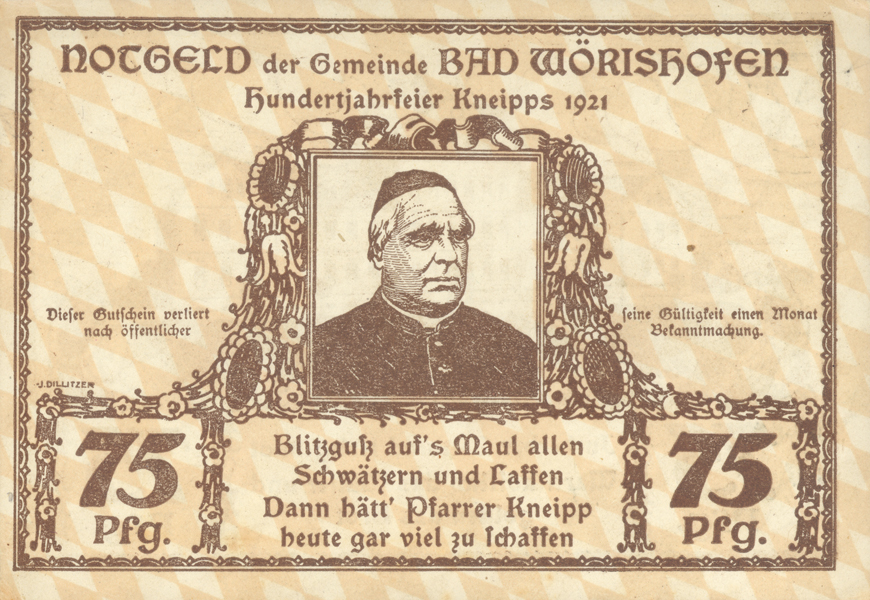 NOTGELD der Gemeinde BAD WÖRISHOFEN
Hundertjahrfeier Kneipps 1921
Dieser Gutschein verliert
nach öffentlicher
seine Gültigkeit einen Monat
Bekanntmachung.
J. DILLITZER
75
Pfg.
Blitzguß auf's Maul allen
Schwätzern und Laffen
Dann hätt' Pfarrer Kneipp
heute gar viel zu schaffen
75
Pfg.